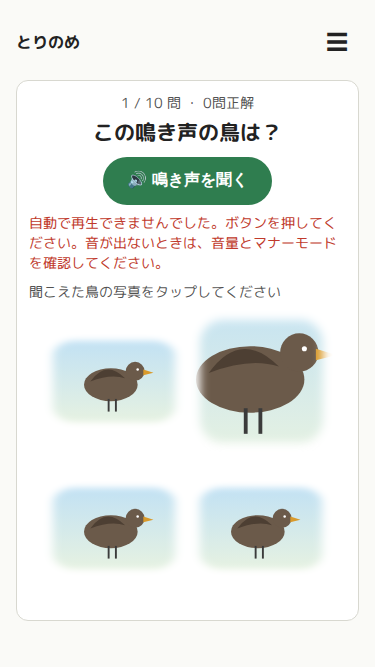 とりのめ
1 / 10 問 · 0問正解
この鳴き声の鳥は？
🔊 鳴き声を聞く
自動で再生できませんでした。ボタンを押してく
ださい。音が出ないときは、音量とマナーモード
を確認してください。
聞こえた鳥の写真をタップしてください